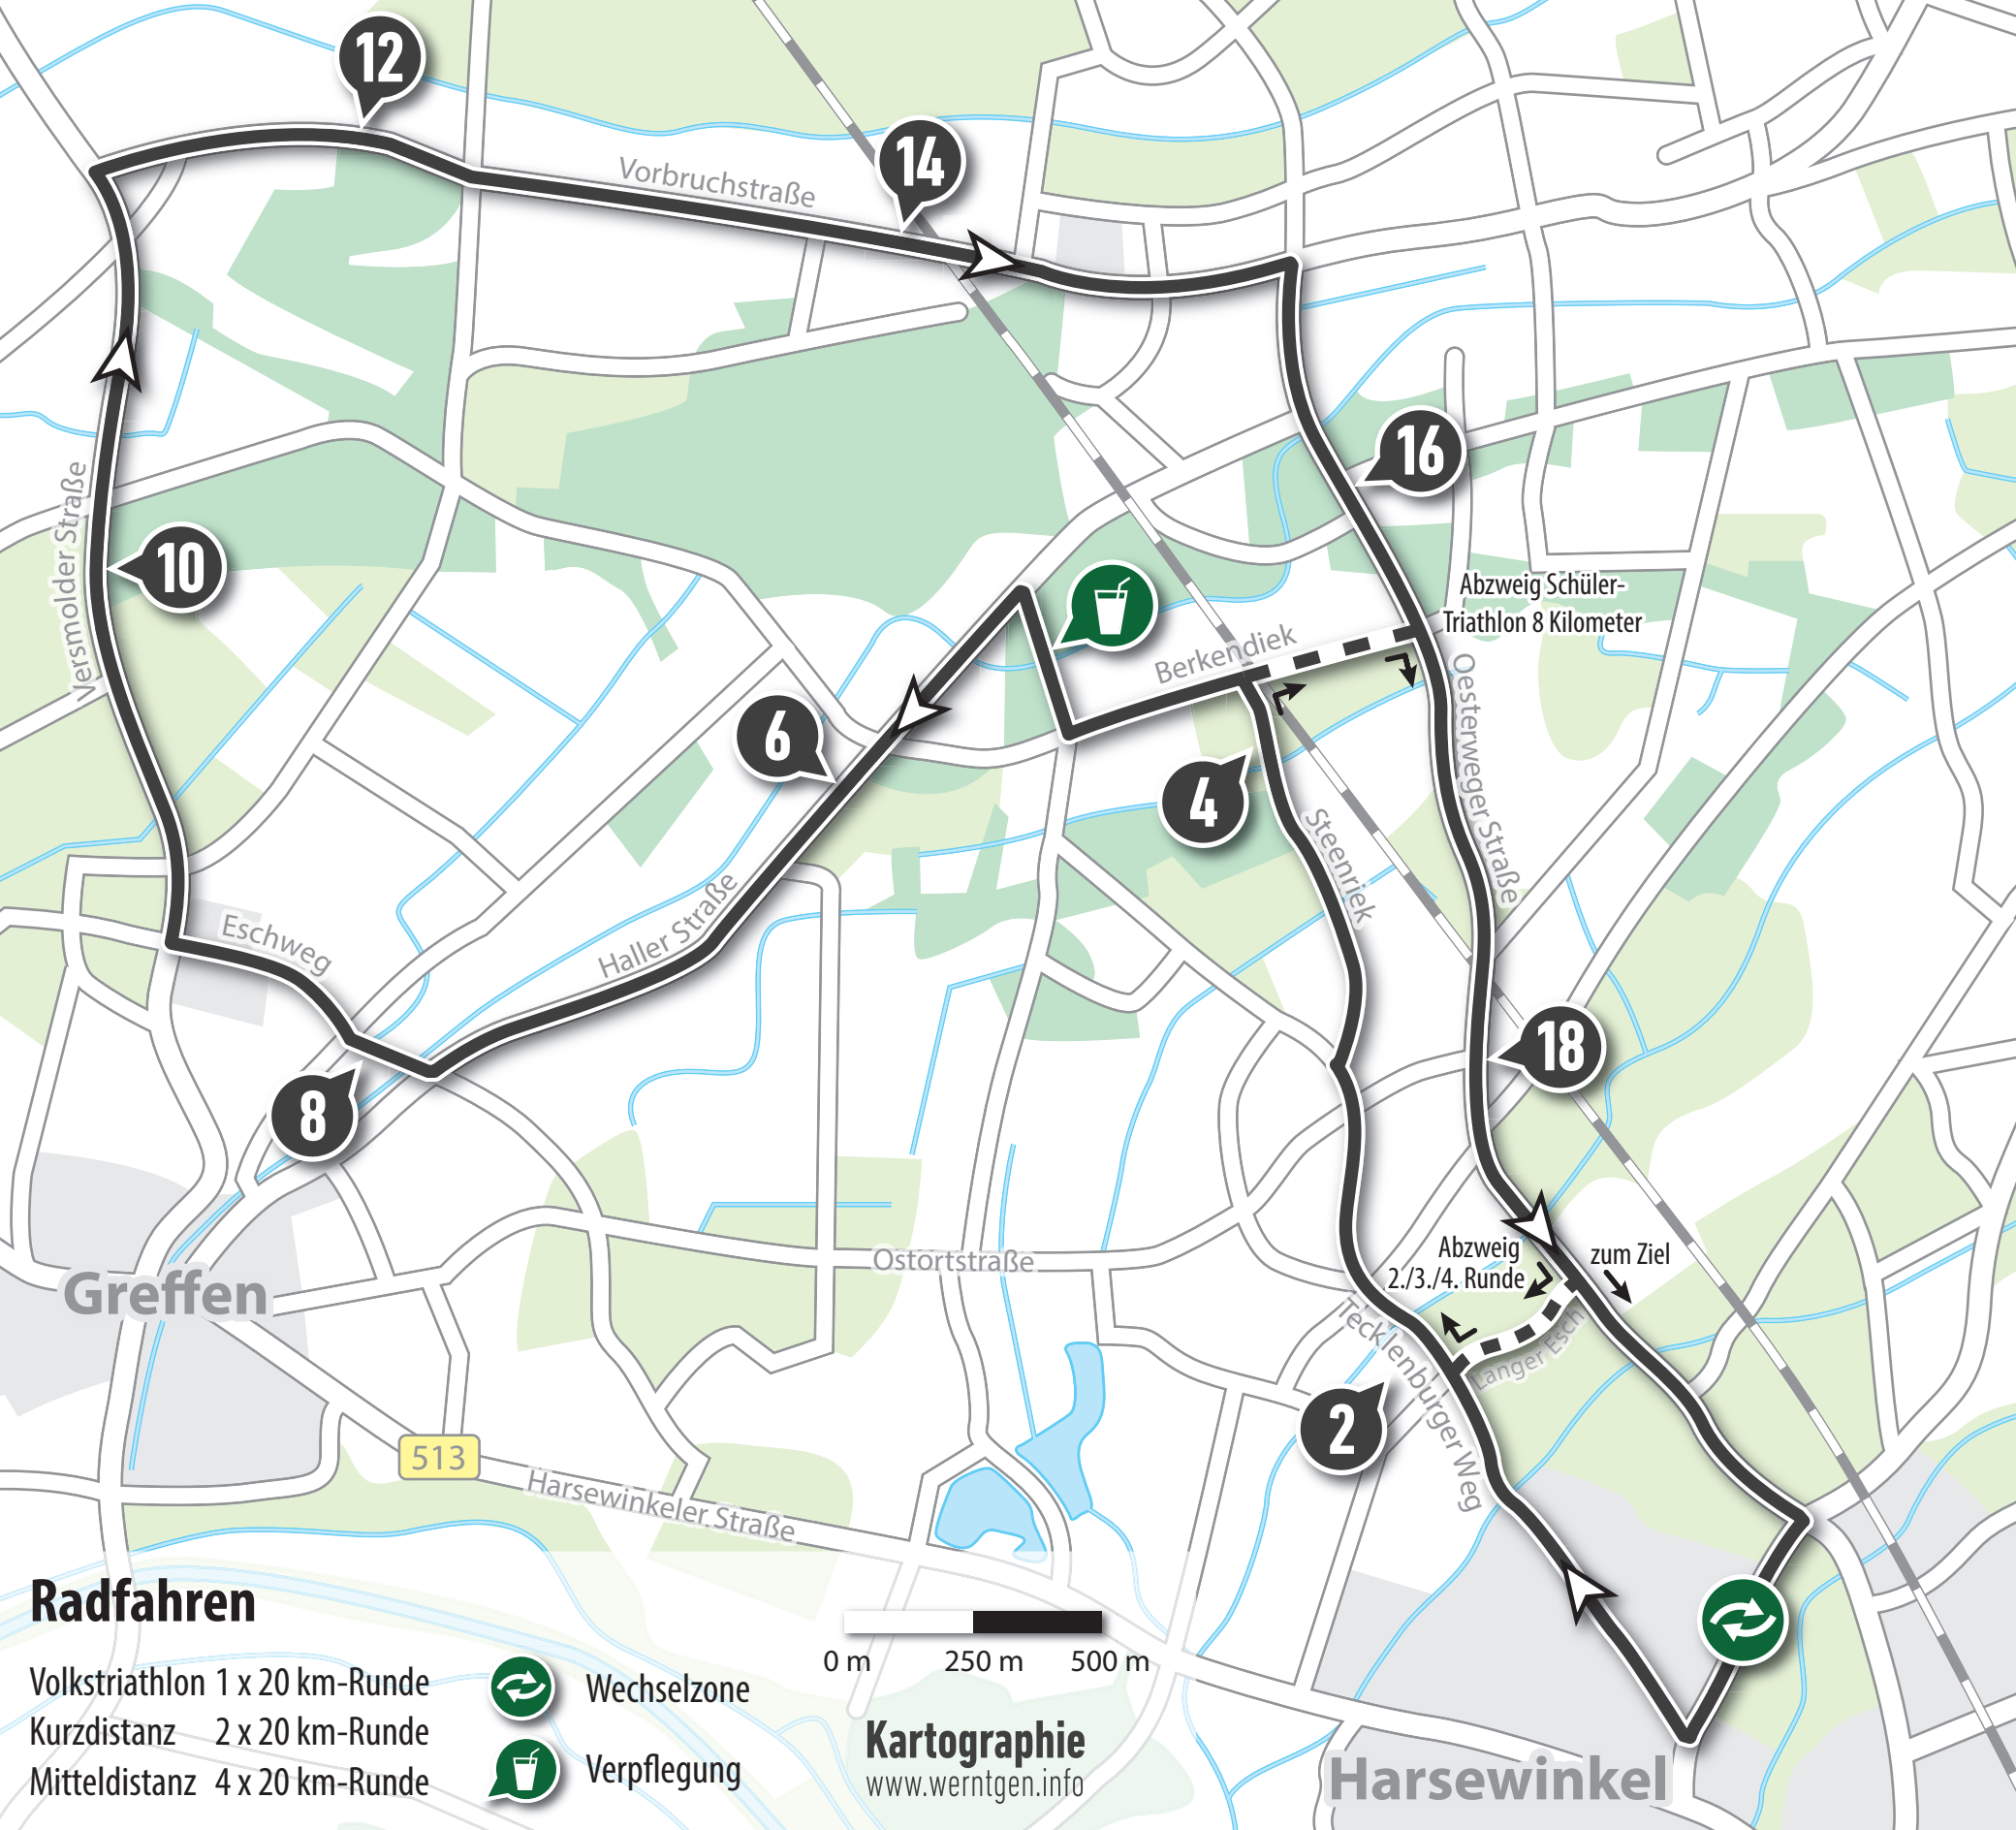 12
14
Vorbruchstraße
16
10
Versmolder Straße
Abzweig Schüler-
Triathlon 8 Kilometer
Berkendiek
6
4
Oesterweger Straße
Steenriek
Eschweg
Haller Straße
18
8
Abzweig
2./3./4. Runde
zum Ziel
Ostortstraße
Greffen
Tecklenburger Weg
Langer Esch
2
513
Harsewinkeler Straße
Radfahren
Volkstriathlon 1 x 20 km-Runde
Kurzdistanz 2 x 20 km-Runde
Mitteldistanz 4 x 20 km-Runde
Wechselzone
Verpflegung
0 m 250 m 500 m
Kartographie
www.werntgen.info
Harsewinkel